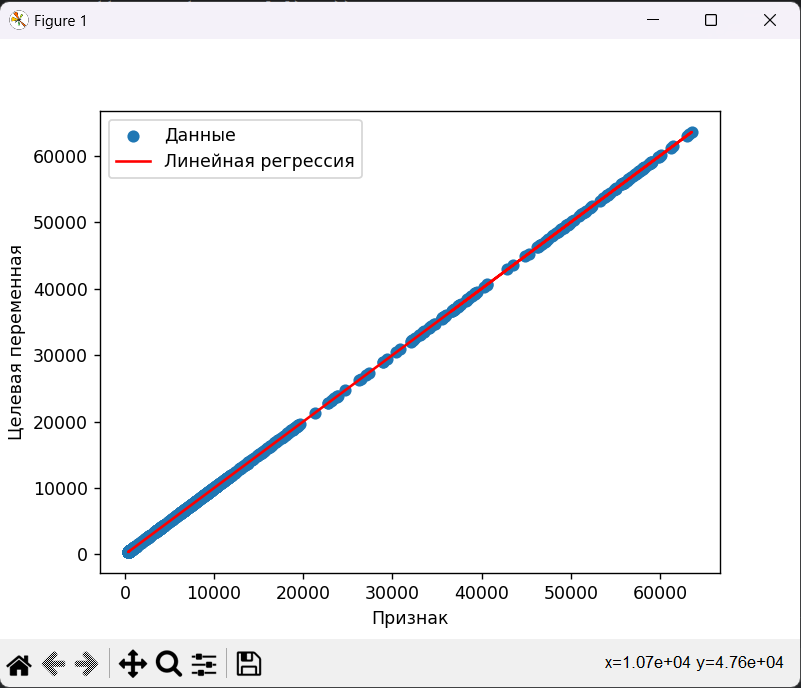 Figure 1
Данные
Линейная регрессия
60000
50000
40000
30000
20000
10000
0
Целевая переменная
0 10000 20000 30000 40000 50000 60000
Признак
x=1.07e+04 y=4.76e+04